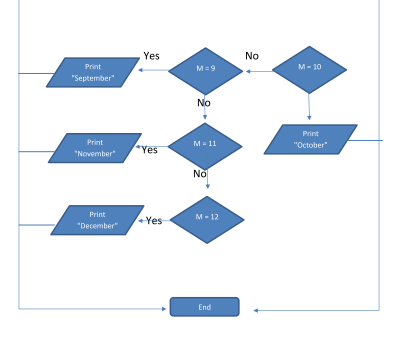 Yes
No
Print
"September"
M = 9
M = 10
No
Print
"October"
Print
"November"
Yes
M = 11
No
Print
"December"
Yes
M = 12
End